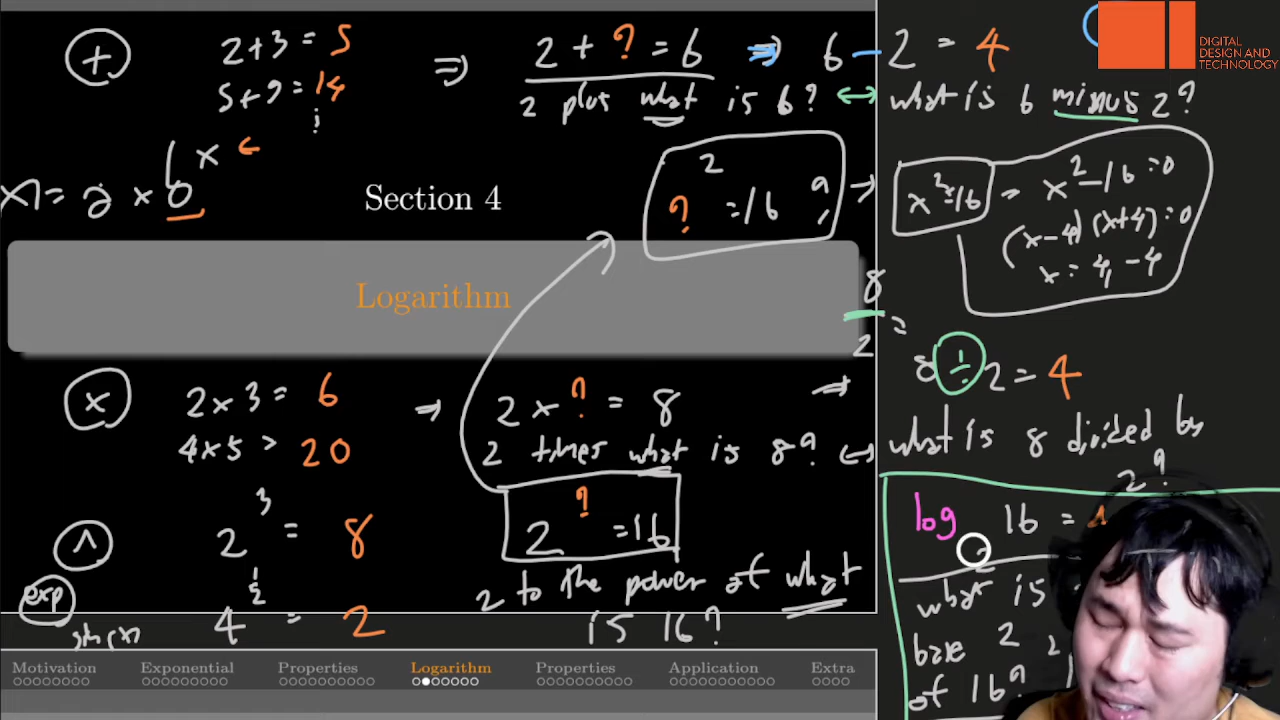 + 2+3=5 ⇒ 2 + ? = 6 ⇒ 6 - 2 = 4
5+9=14 2 plus what is 6? ↔ what is 6 minus 2?
DIGITAL
DESIGN AND
TECHNOLOGY
Section 4
?² =16 ? → x²=16 = x²-16=0
(x-4)(x+4)=0
x = 4, -4
Logarithm
8/2 =
8 ÷ 2 = 4
× 2×3= 6 ⇒ 2 × ? = 8 ⇒
4×5 = 20 2 times what is 8? ↔ what is 8 divided by
2?
^ 2³ = 8 2^? =16 log₂ 16 =
exp 4^½ = 2 2 to the power of what
is 16?
what is
base 2
of 16?
Motivation Exponential Properties Logarithm Properties Application Extra